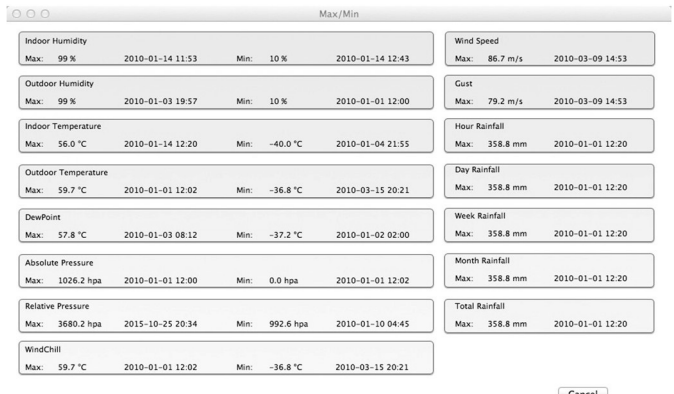 Max/Min
Indoor Humidity
Max: 99 % 2010-01-14 11:53 Min: 10 % 2010-01-14 12:43
Outdoor Humidity
Max: 99 % 2010-01-03 19:57 Min: 10 % 2010-01-01 12:00
Indoor Temperature
Max: 56.0 °C 2010-01-14 12:20 Min: -40.0 °C 2010-01-04 21:55
Outdoor Temperature
Max: 59.7 °C 2010-01-01 12:02 Min: -36.8 °C 2010-03-15 20:21
DewPoint
Max: 57.8 °C 2010-01-03 08:12 Min: -37.2 °C 2010-01-02 02:00
Absolute Pressure
Max: 1026.2 hpa 2010-01-01 12:00 Min: 0.0 hpa 2010-01-01 12:02
Relative Pressure
Max: 3680.2 hpa 2015-10-25 20:34 Min: 992.6 hpa 2010-01-10 04:45
WindChill
Max: 59.7 °C 2010-01-01 12:02 Min: -36.8 °C 2010-03-15 20:21
Wind Speed
Max: 86.7 m/s 2010-03-09 14:53
Gust
Max: 79.2 m/s 2010-03-09 14:53
Hour Rainfall
Max: 358.8 mm 2010-01-01 12:20
Day Rainfall
Max: 358.8 mm 2010-01-01 12:20
Week Rainfall
Max: 358.8 mm 2010-01-01 12:20
Month Rainfall
Max: 358.8 mm 2010-01-01 12:20
Total Rainfall
Max: 358.8 mm 2010-01-01 12:20
Cancel